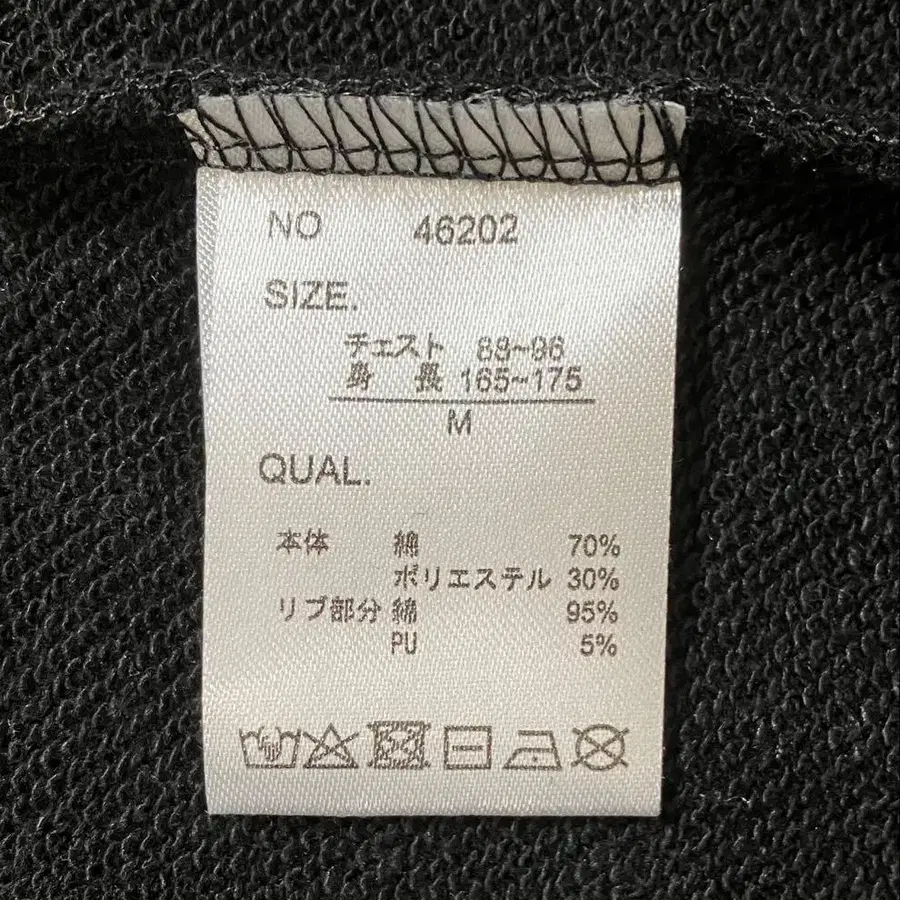 NO 46202
SIZE.
チェスト 88~96
身 長 165~175
M
QUAL.
本体 綿 70%
ポリエステル 30%
リブ部分 綿 95%
PU 5%